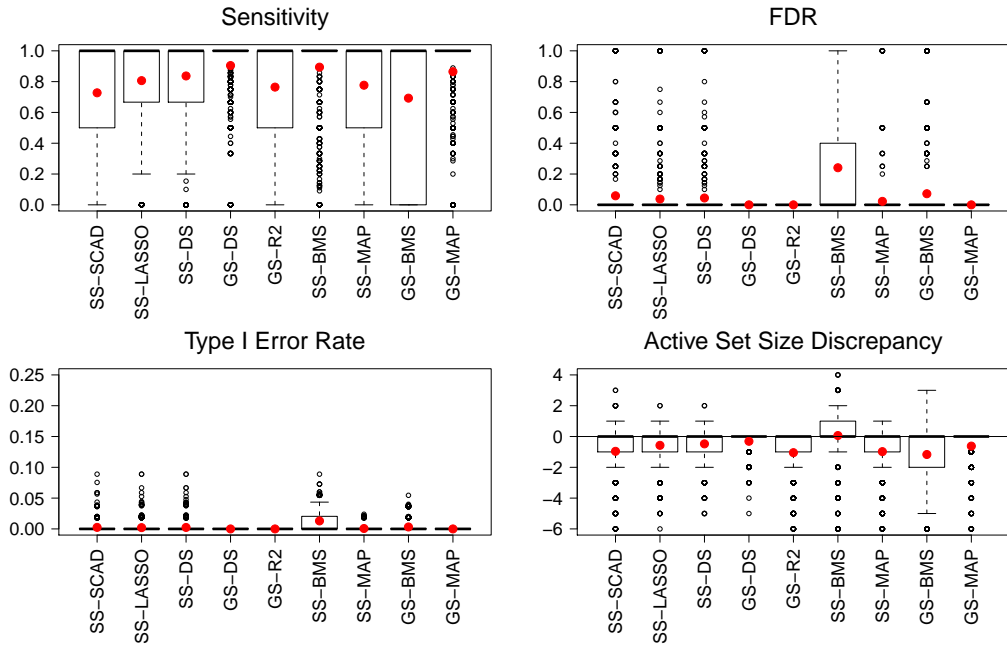 Sensitivity
1.0
0.8
0.6
0.4
0.2
0.0
SS−SCAD
SS−LASSO
SS−DS
GS−DS
GS−R2
SS−BMS
SS−MAP
GS−BMS
GS−MAP
FDR
1.0
0.8
0.6
0.4
0.2
0.0
SS−SCAD
SS−LASSO
SS−DS
GS−DS
GS−R2
SS−BMS
SS−MAP
GS−BMS
GS−MAP
Type I Error Rate
0.25
0.20
0.15
0.10
0.05
0.00
SS−SCAD
SS−LASSO
SS−DS
GS−DS
GS−R2
SS−BMS
SS−MAP
GS−BMS
GS−MAP
Active Set Size Discrepancy
4
2
0
−2
−4
−6
SS−SCAD
SS−LASSO
SS−DS
GS−DS
GS−R2
SS−BMS
SS−MAP
GS−BMS
GS−MAP